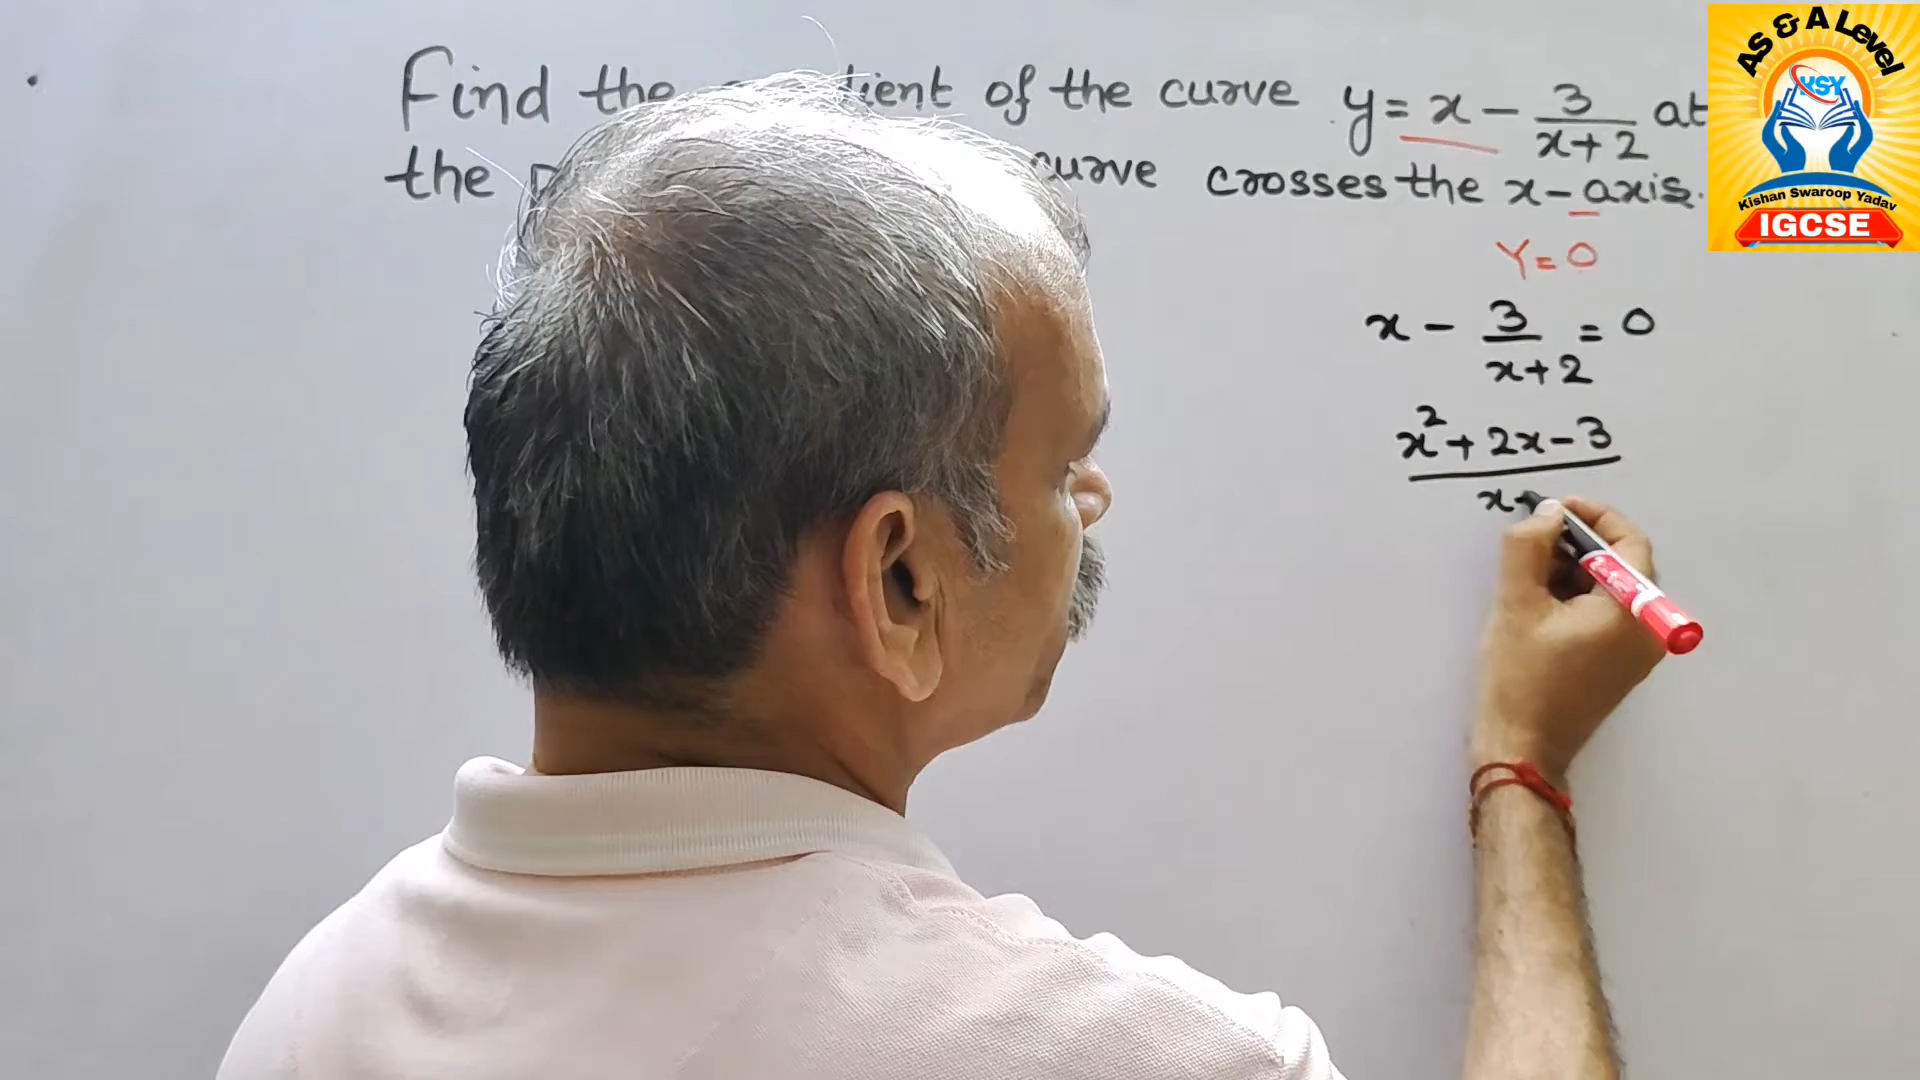 Find the of the curve y = x - 3/(x+2) at
the curve crosses the x-axis.
Y = 0
x - 3/(x+2) = 0
x² + 2x - 3
x+
AS & A Level
KSY
Kishan Swaroop Yadav
IGCSE